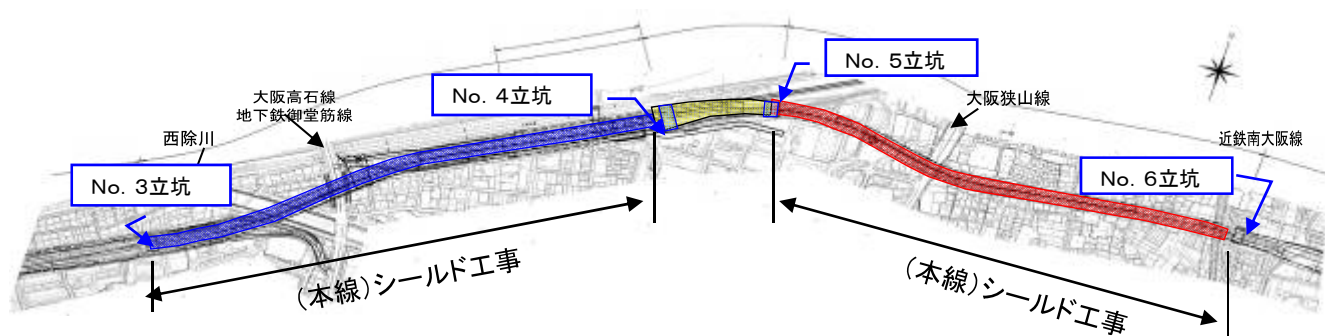 No. 5立坑
No. 4立坑
大阪高石線
地下鉄御堂筋線
大阪狭山線
西除川
近鉄南大阪線
No. 3立坑
No. 6立坑
(本線)シールド工事
(本線)シールド工事